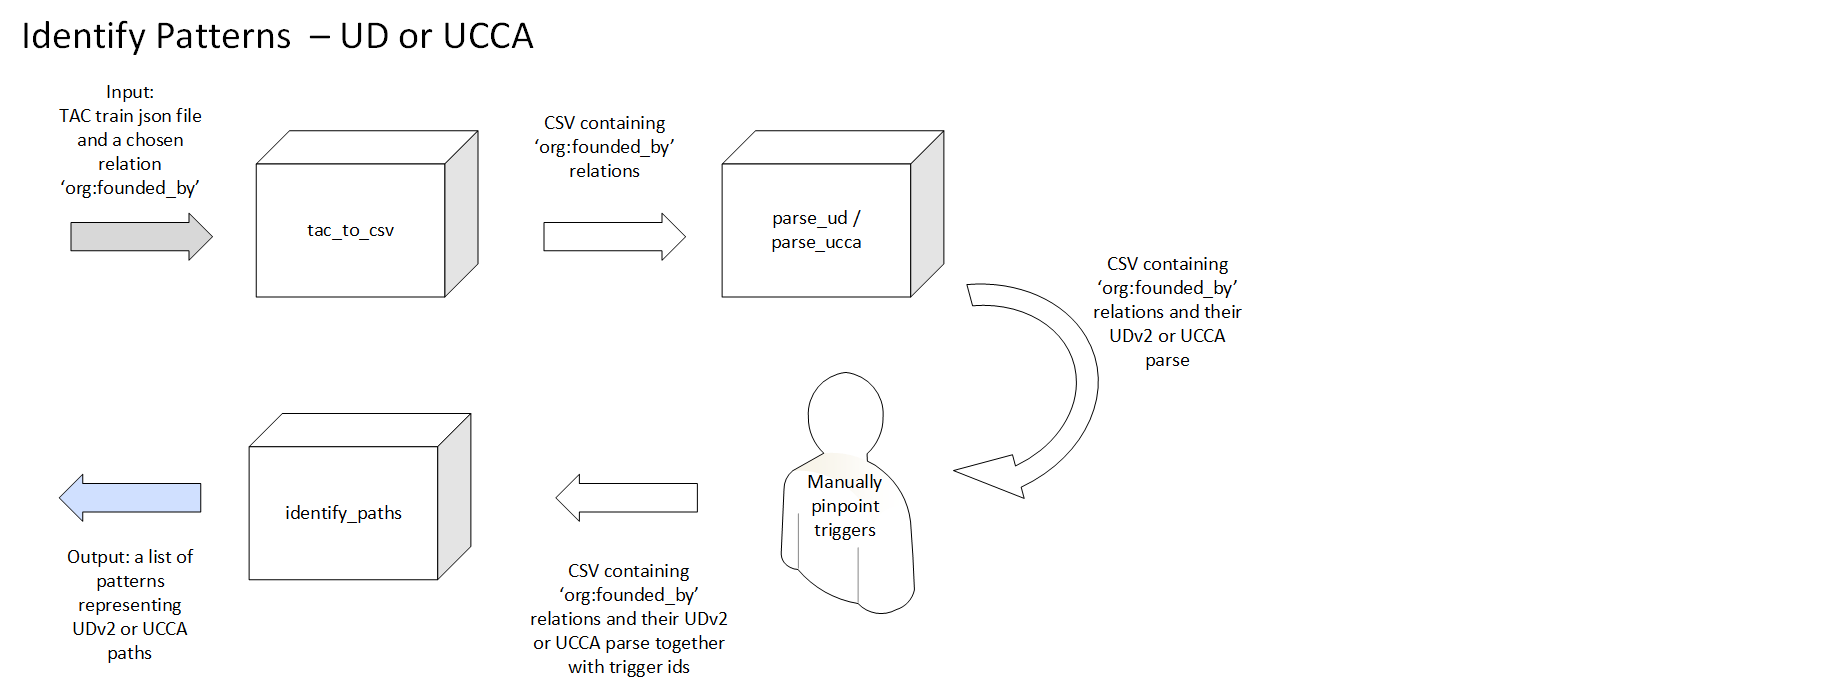 Identify Patterns  – UD or UCCA
Input:
TAC train json file
and a chosen
relation
‘org:founded_by’
tac_to_csv
CSV containing
‘org:founded_by’
relations
parse_ud /
parse_ucca
CSV containing
‘org:founded_by’
relations and their
UDv2 or UCCA
parse
Manually
pinpoint
triggers
CSV containing
‘org:founded_by’
relations and their UDv2
or UCCA parse together
with trigger ids
identify_paths
Output: a list of
patterns
representing
UDv2 or UCCA
paths